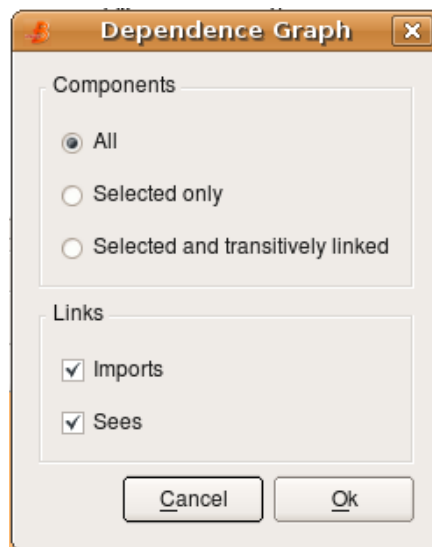 Dependence Graph
Components
All
Selected only
Selected and transitively linked
Links
Imports
Sees
Cancel
Ok